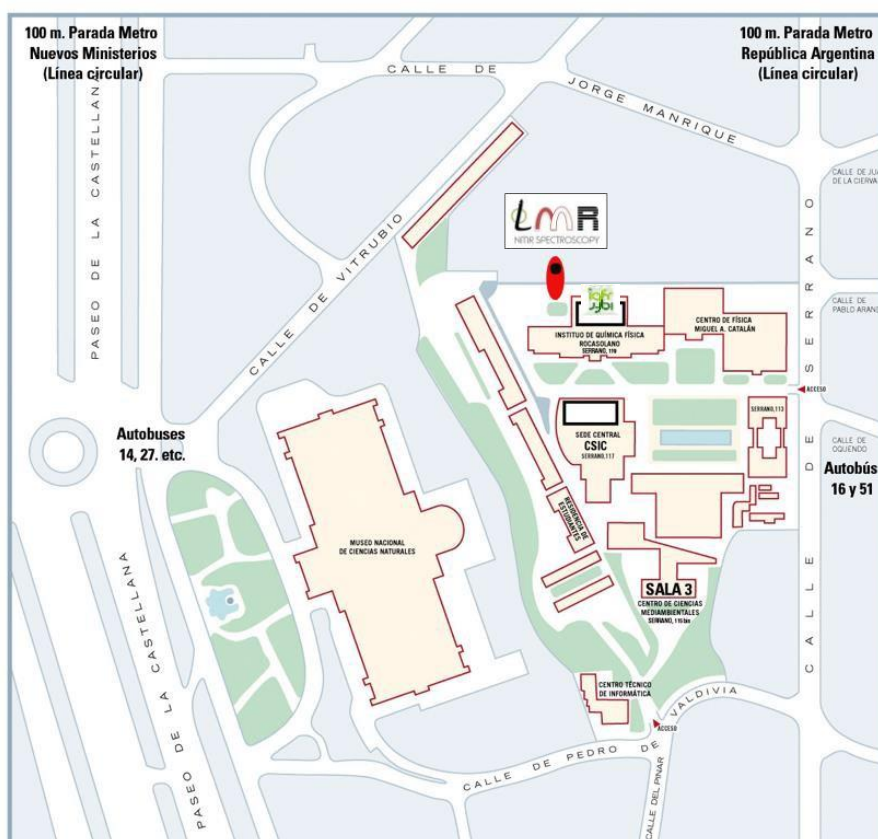 100 m. Parada Metro
Nuevos Ministerios
(Línea circular)
100 m. Parada Metro
República Argentina
(Línea circular)
CALLE DE
JORGE MANRIQUE
PASEO DE LA CASTELLANA
CALLE DE VITRUBIO
LMR
NMR SPECTROSCOPY
CALLE DE JUA
DE LA CIERVA
CALLE DE SERRANO
CALLE DE
PABLO ARAN
INSTITUO DE QUÍMICA FÍSICA
ROCASOLANO
SERRANO, 119
CENTRO DE FÍSICA
MIGUEL A. CATALÁN
ACCESO
SERRANO, 113
SEDE CENTRAL
CSIC
SERRANO, 117
CALLE DE
OQUENDO
Autobuses
14, 27. etc.
Autobús
16 y 51
RESIDENCIA DE
ESTUDIANTES
MUSEO NACIONAL
DE CIENCIAS NATURALES
SALA 3
CENTRO DE CIENCIAS
MEDIAMBIENTALES
SERRANO, 115 bis
CENTRO TÉCNICO
DE INFORMÁTICA
ACCESO
PASEO DE LA CASTELLANA
CALLE DE PEDRO DE VALDIVIA
CALLE DEL PINAR